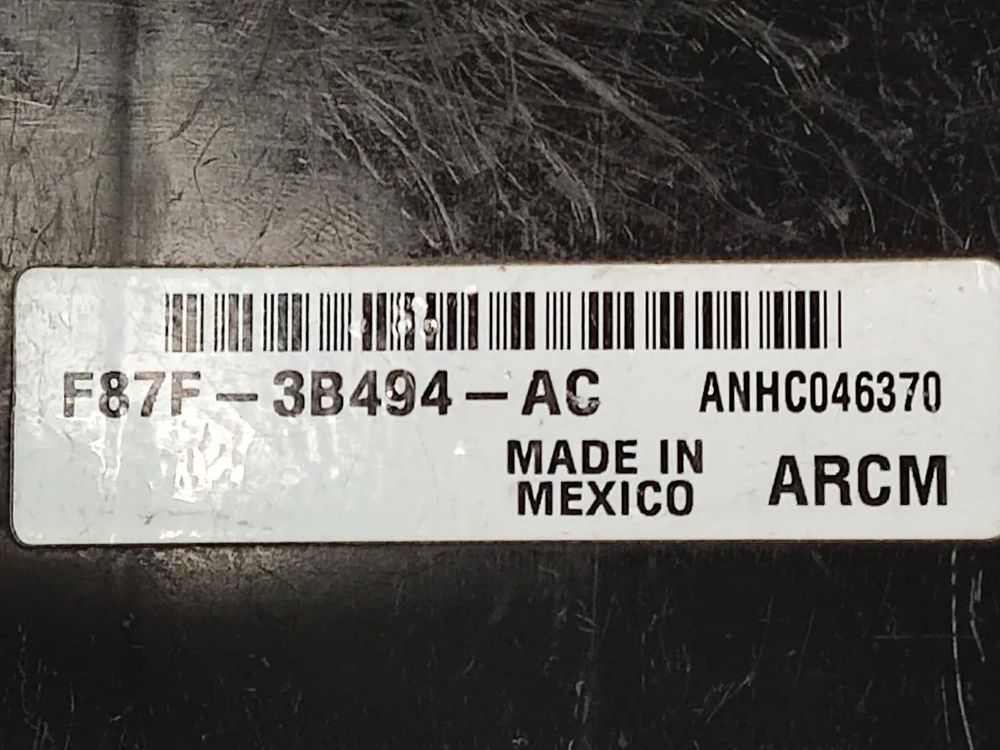 F87F-3B494-AC ANHC046370
MADE IN
MEXICO ARCM